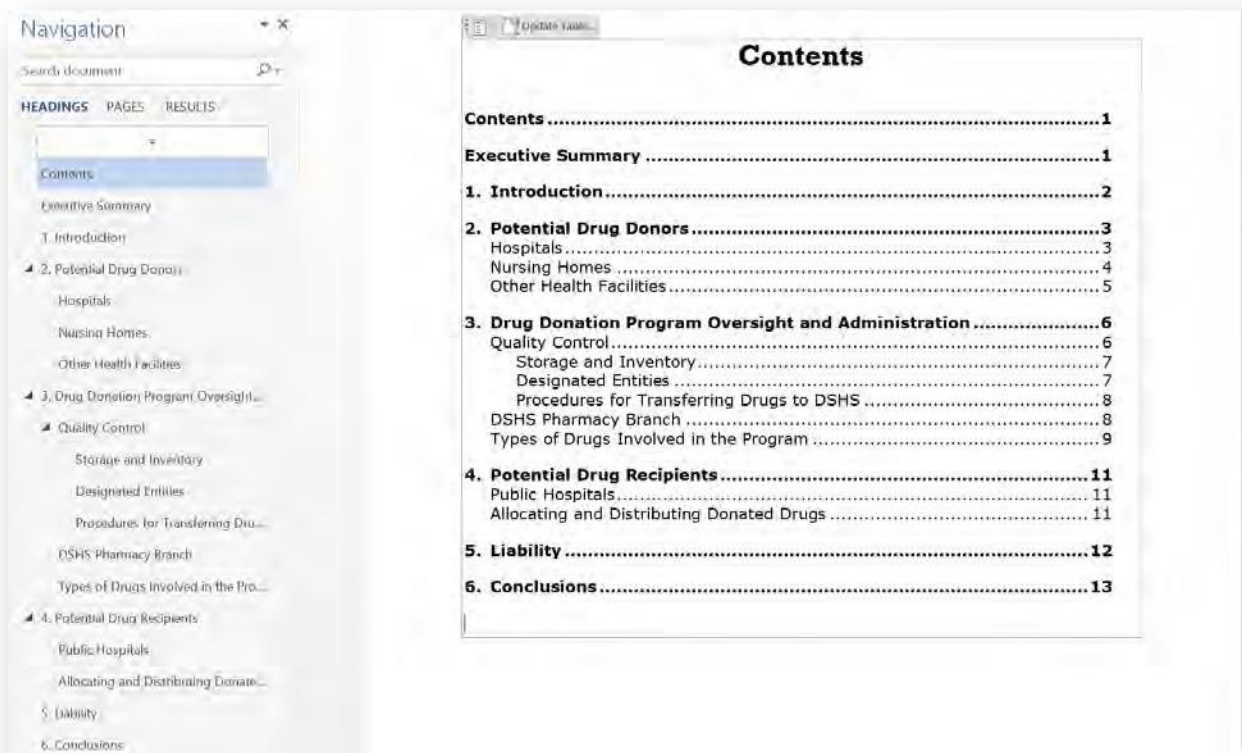 Navigation
Search document
HEADINGS PAGES RESULTS
Contents
Executive Summary
1. Introduction
2. Potential Drug Donors
Hospitals
Nursing Homes
Other Health Facilities
3. Drug Donation Program Oversight...
Quality Control
Storage and Inventory
Designated Entities
Procedures for Transferring Dru...
DSHS Pharmacy Branch
Types of Drugs Involved in the Pro...
4. Potential Drug Recipients
Public Hospitals
Allocating and Distributing Donate...
5. Liability
6. Conclusions
Update Table...
Contents
Contents ... 1
Executive Summary ... 1
1. Introduction ... 2
2. Potential Drug Donors ... 3
Hospitals ... 3
Nursing Homes ... 4
Other Health Facilities ... 5
3. Drug Donation Program Oversight and Administration ... 6
Quality Control ... 6
Storage and Inventory ... 7
Designated Entities ... 7
Procedures for Transferring Drugs to DSHS ... 8
DSHS Pharmacy Branch ... 8
Types of Drugs Involved in the Program ... 9
4. Potential Drug Recipients ... 11
Public Hospitals ... 11
Allocating and Distributing Donated Drugs ... 11
5. Liability ... 12
6. Conclusions ... 13